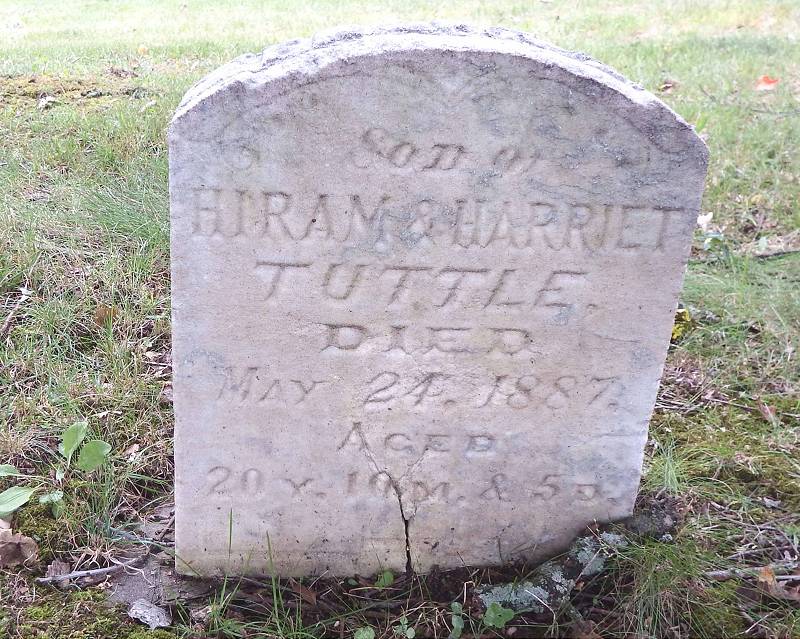 Son of
HIRAM & HARRIET
TUTTLE.
DIED
MAY 24, 1887.
AGED
20 Y. 10 M. & 5 D.